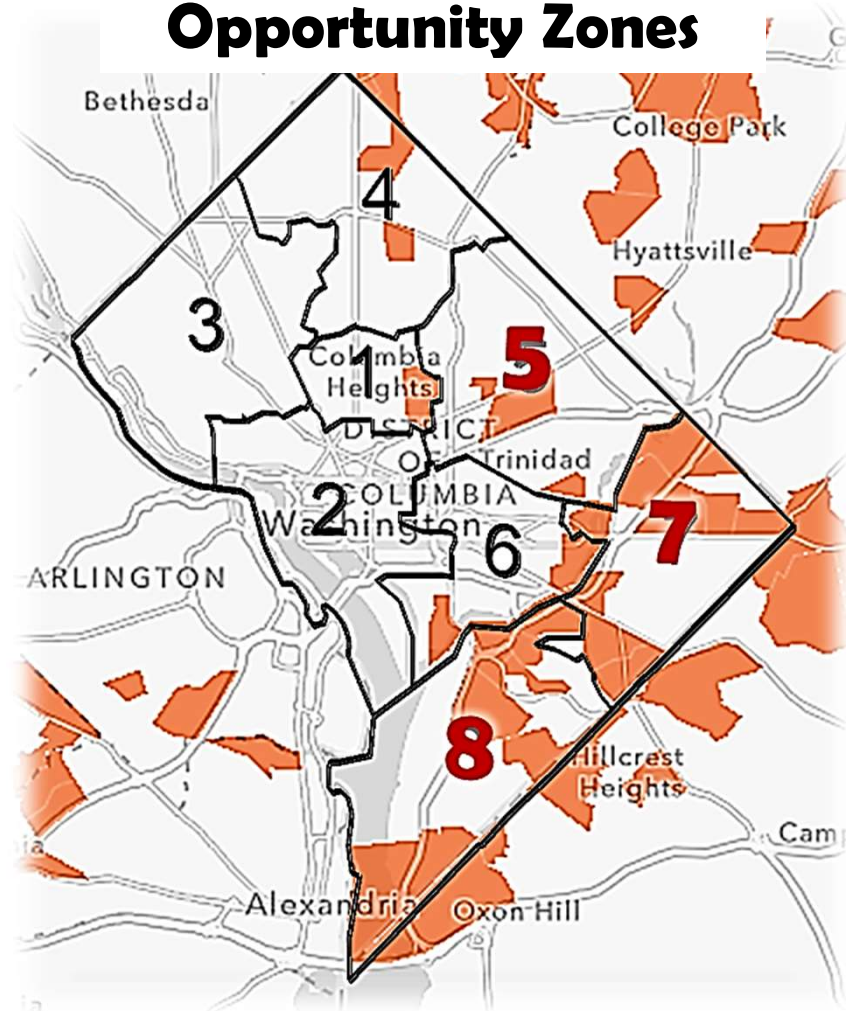 Opportunity Zones
Bethesda
College Park
4
Hyattsville
3
5
1
Columbia
Heights
DISTRICT
OF
Trinidad
2
COLUMBIA
Washington
6
7
ARLINGTON
8
Hillcrest
Heights
Alexandria
Oxon Hill